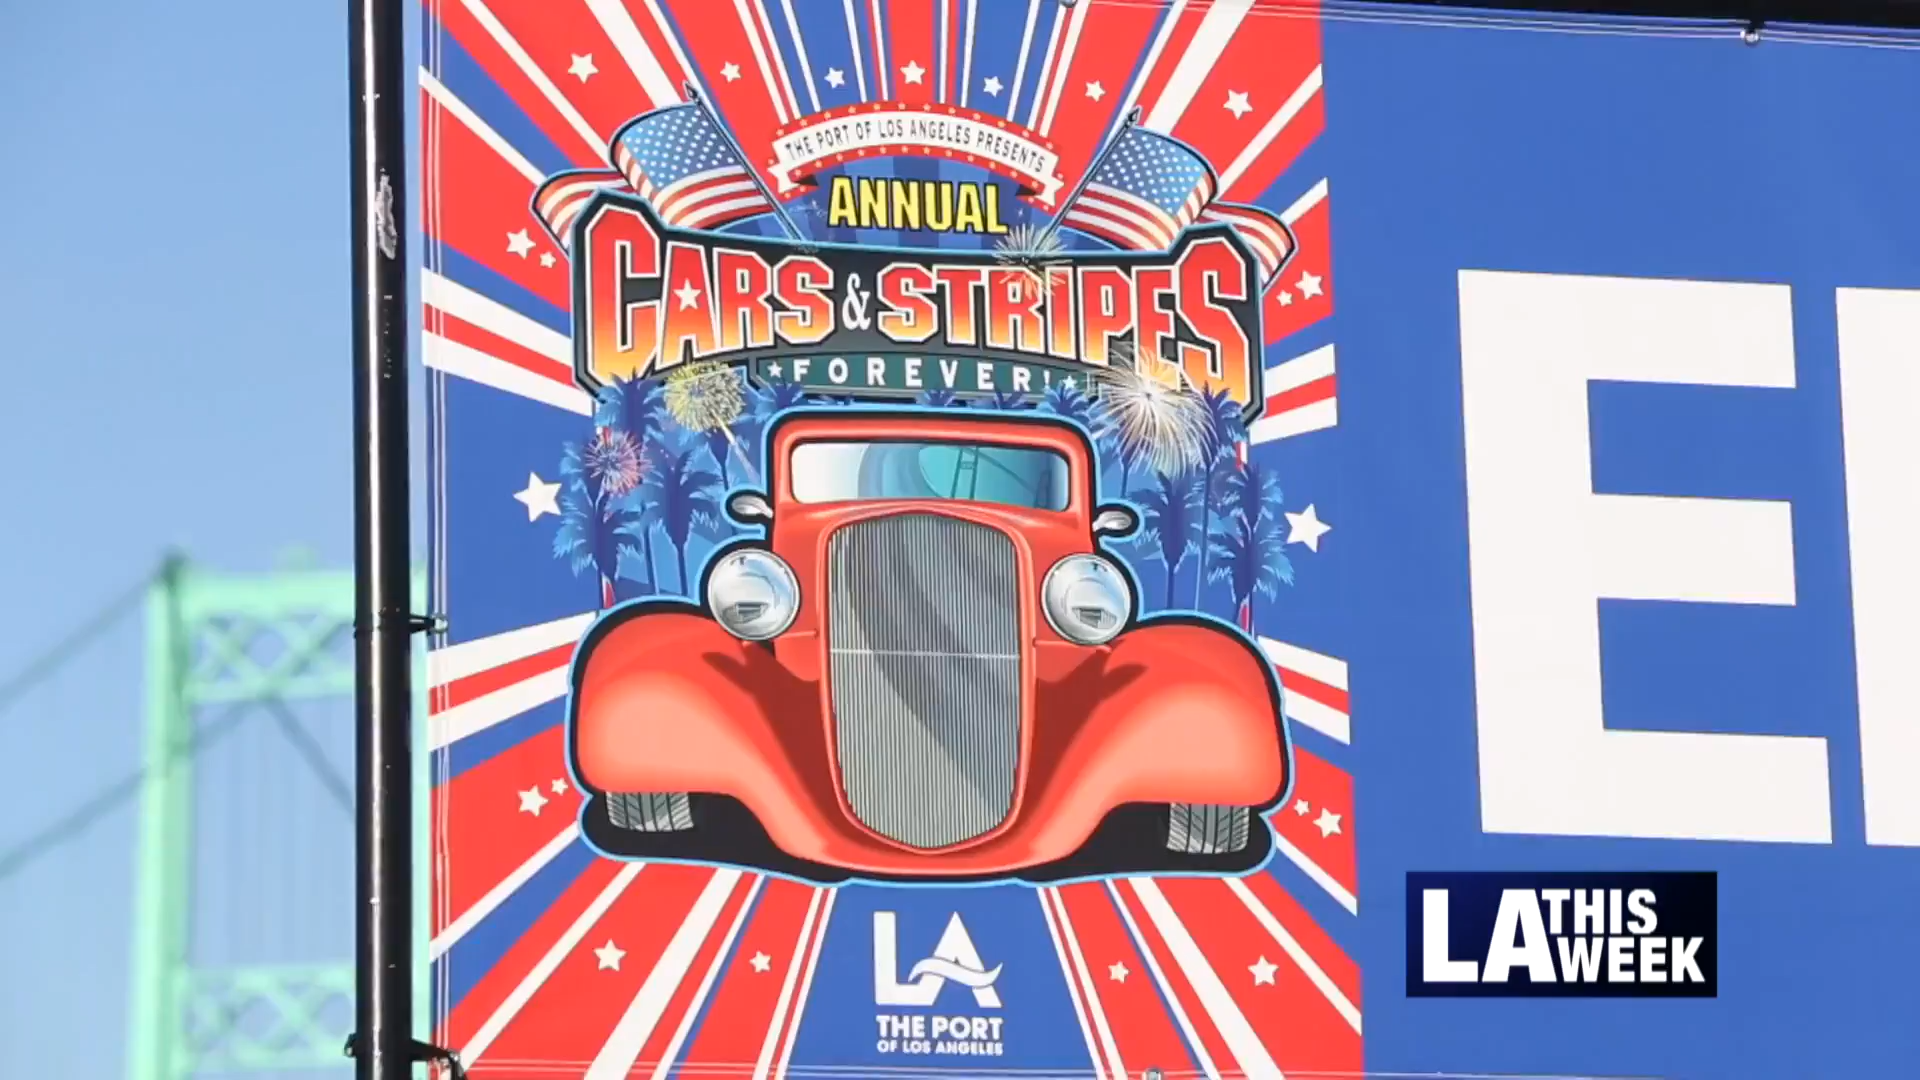 THE PORT OF LOS ANGELES PRESENTS
ANNUAL
CARS & STRIPES
FOREVER!
LA
THE PORT
OF LOS ANGELES
E
LA THIS
WEEK